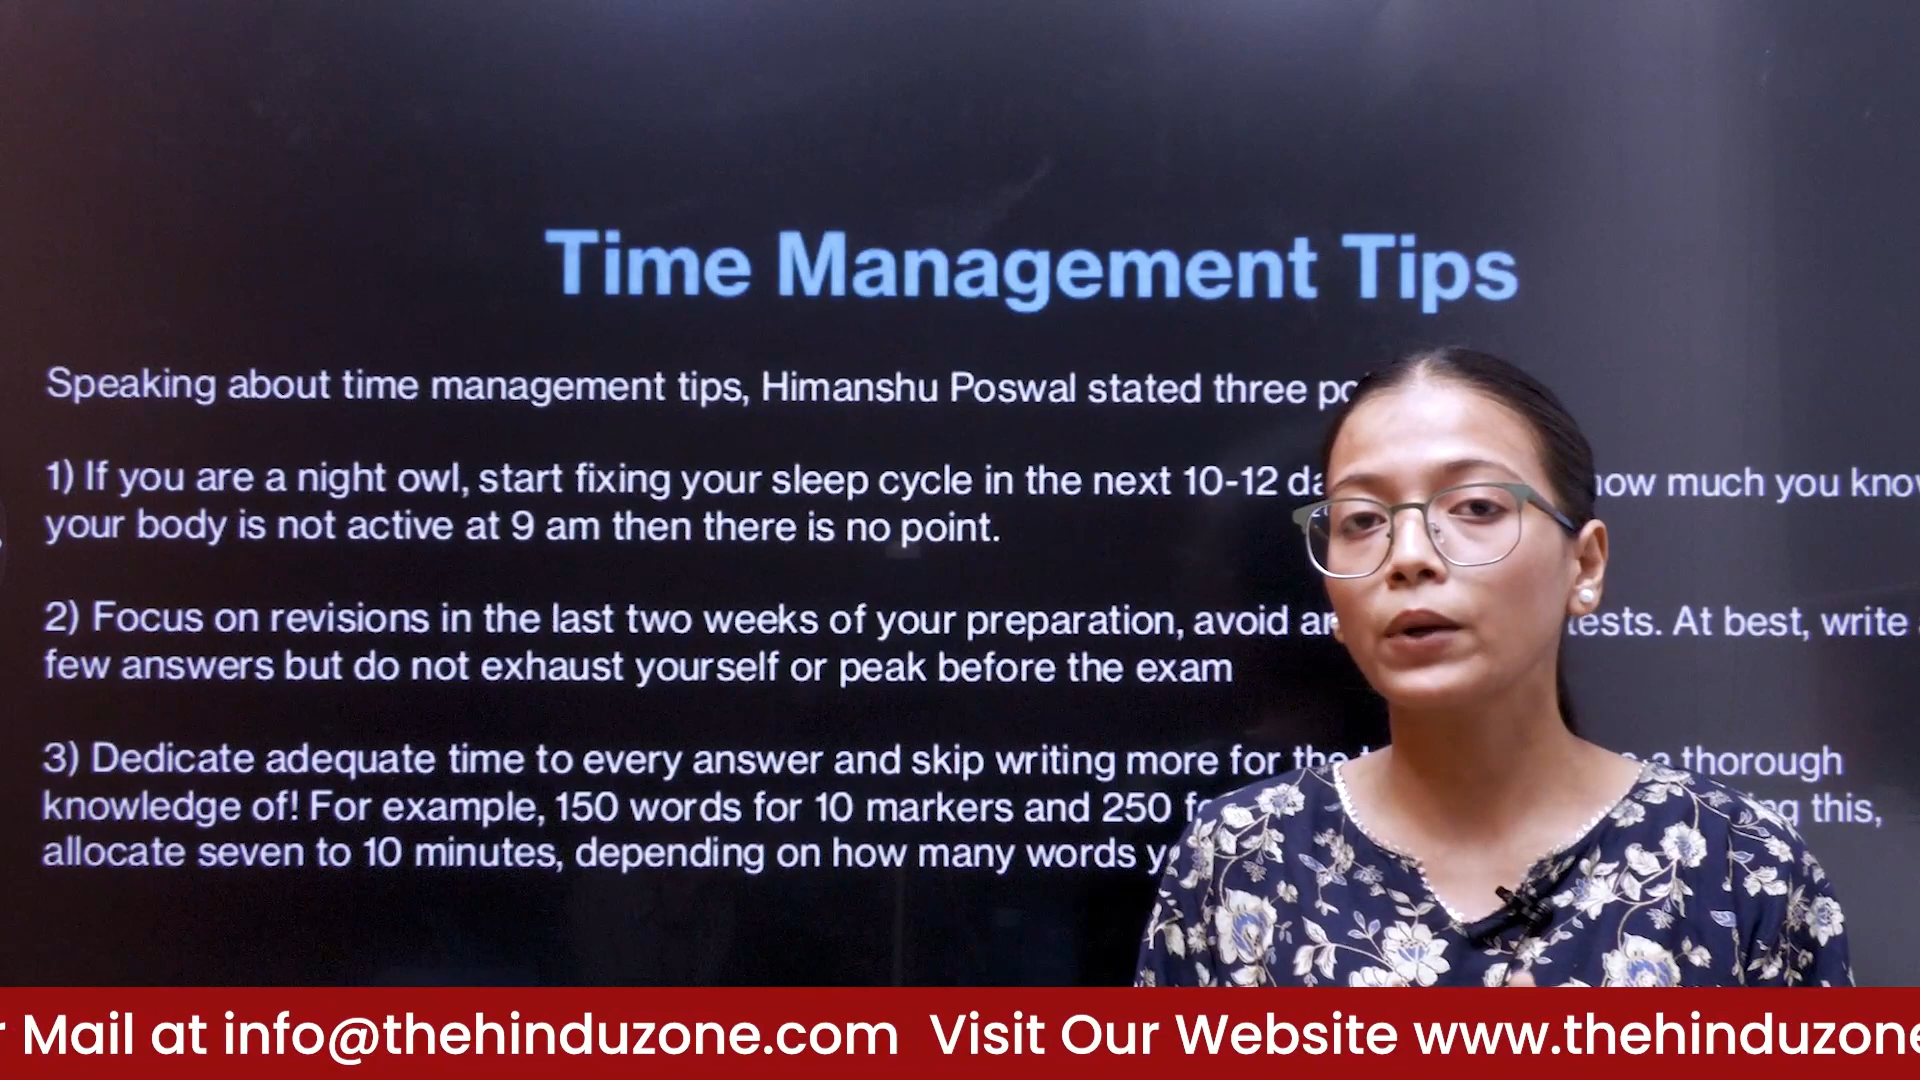 Time Management Tips
Speaking about time management tips, Himanshu Poswal stated three
1) If you are a night owl, start fixing your sleep cycle in the next 10-12 how much you
your body is not active at 9 am then there is no point.
2) Focus on revisions in the last two weeks of your preparation, avoid tests. At best, write
few answers but do not exhaust yourself or peak before the exam
3) Dedicate adequate time to every answer and skip writing more for the a thorough
knowledge of! For example, 150 words for 10 markers and 250 this,
allocate seven to 10 minutes, depending on how many words
Mail at info@thehinduzone.com Visit Our Website www.thehinduzone